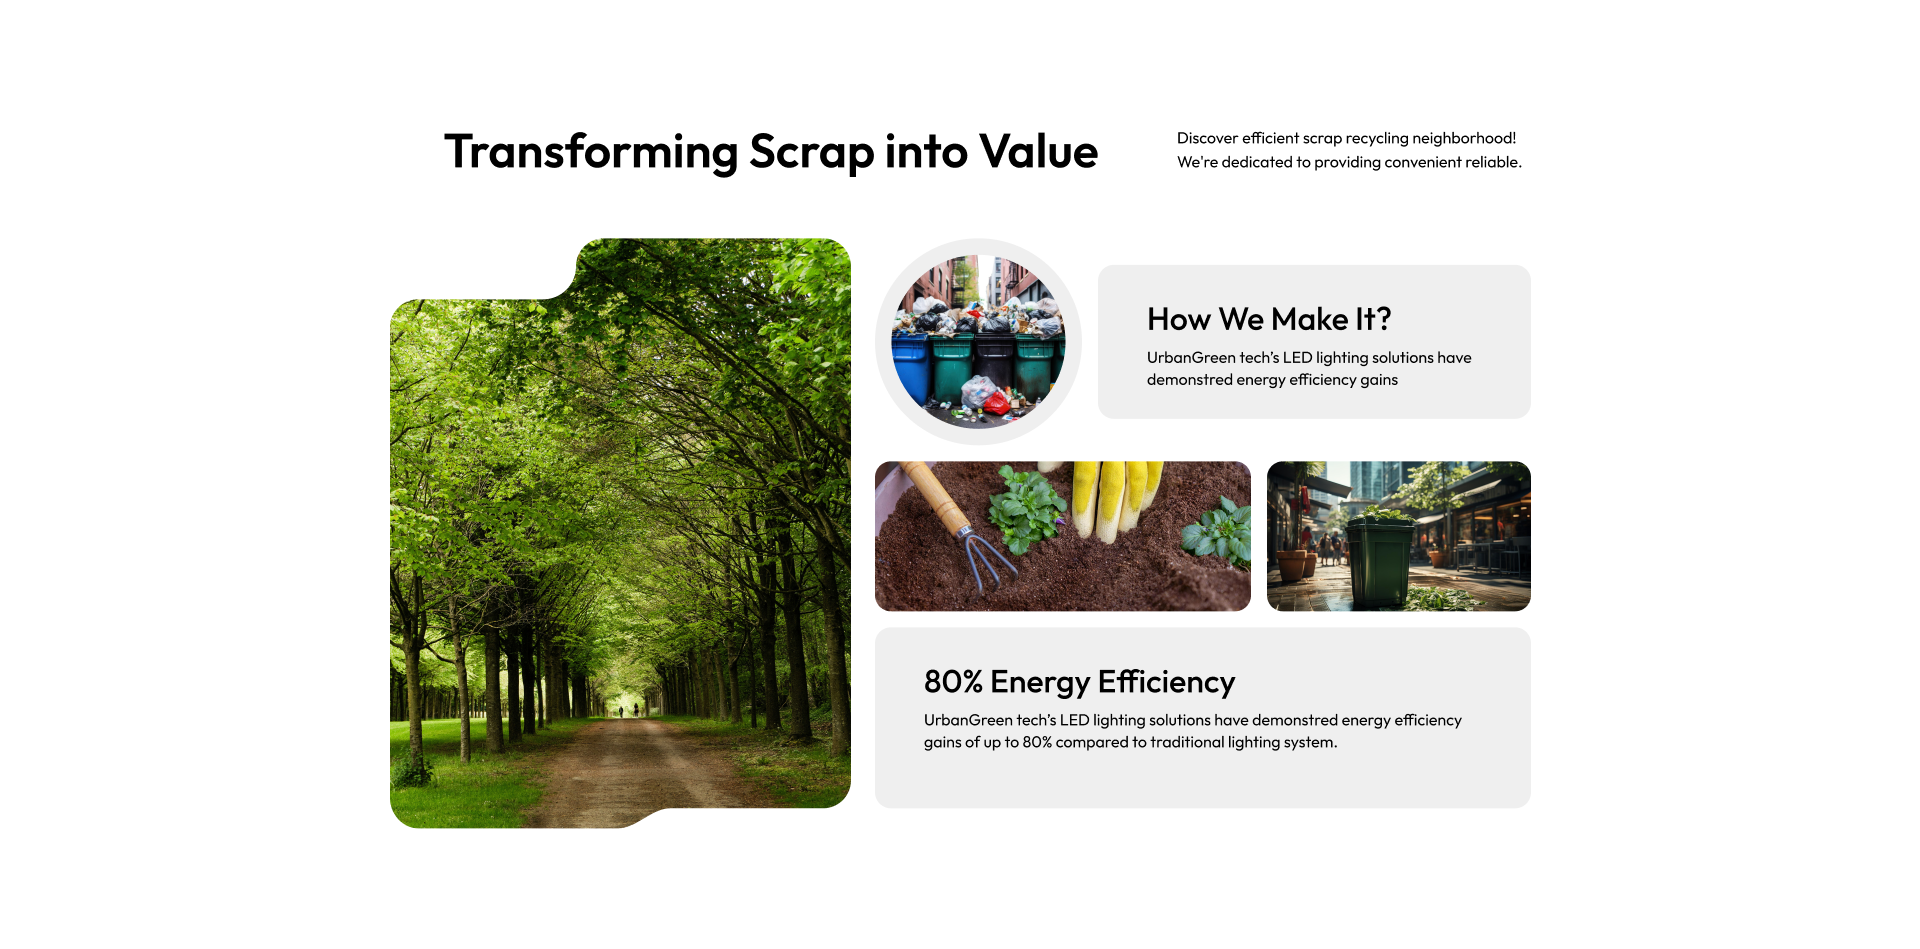 Transforming Scrap into Value
Discover efficient scrap recycling neighborhood!
We're dedicated to providing convenient reliable.
How We Make It?
UrbanGreen tech’s LED lighting solutions have
demonstred energy efficiency gains
80% Energy Efficiency
UrbanGreen tech’s LED lighting solutions have demonstred energy efficiency
gains of up to 80% compared to traditional lighting system.